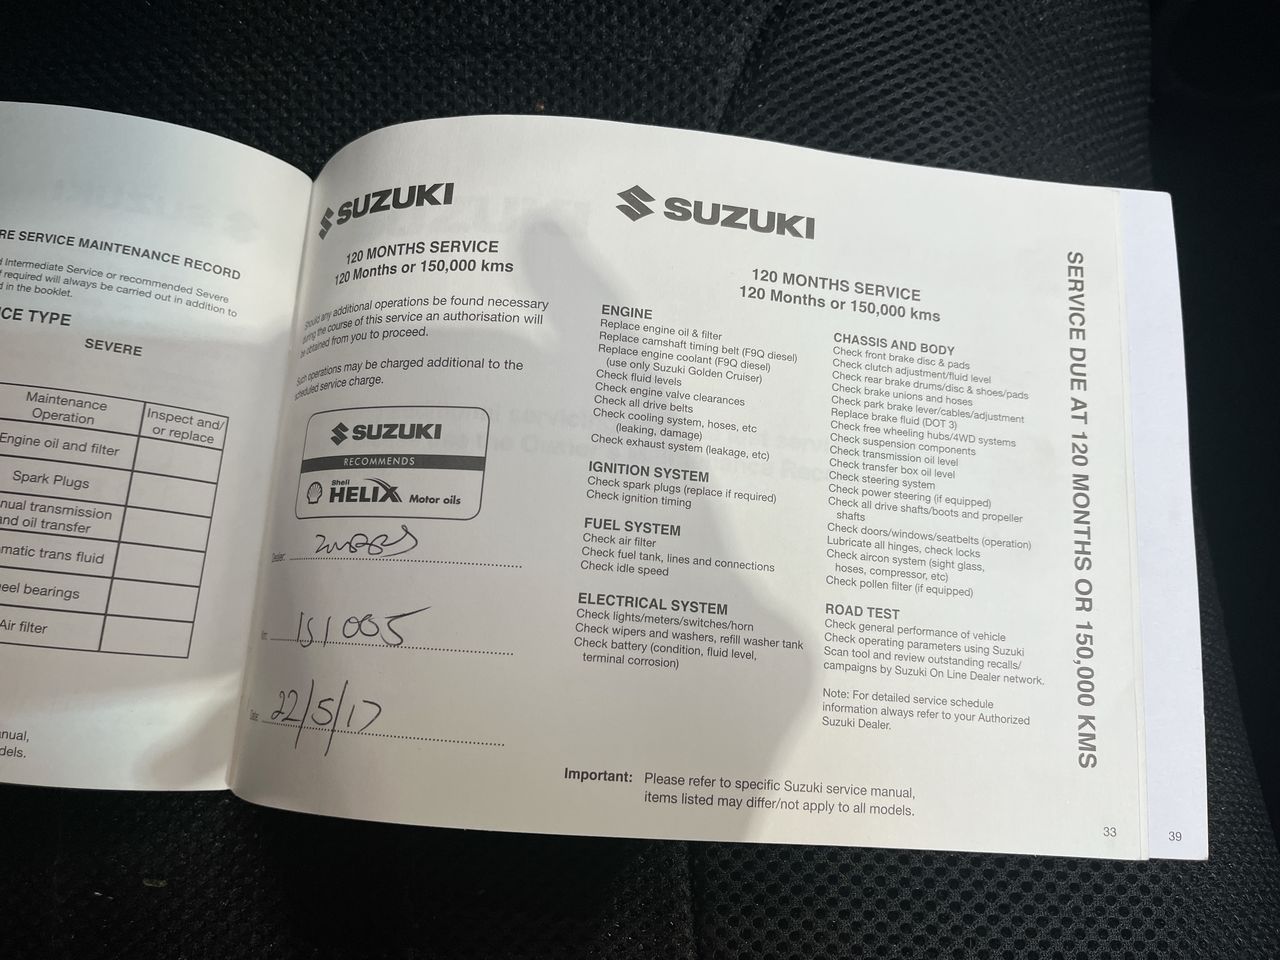 RE SERVICE MAINTENANCE RECORD
Intermediate Service or recommended Severe
required will always be carried out in addition to
in the booklet.
ICE TYPE
SEVERE
Maintenance
Operation
Inspect and/
or replace
Engine oil and filter
Spark Plugs
nual transmission
and oil transfer
matic trans fluid
eel bearings
Air filter
nual,
dels.
SUZUKI
120 MONTHS SERVICE
120 Months or 150,000 kms
Should any additional operations be found necessary
during the course of this service an authorisation will
be obtained from you to proceed.
Such operations may be charged additional to the
scheduled service charge.
SUZUKI
RECOMMENDS
Shell
HELIX Motor oils
Dealer:
151005
Date: 22/5/17
SUZUKI
120 MONTHS SERVICE
120 Months or 150,000 kms
ENGINE
Replace engine oil & filter
Replace camshaft timing belt (F9Q diesel)
Replace engine coolant (F9Q diesel)
(use only Suzuki Golden Cruiser)
Check fluid levels
Check engine valve clearances
Check all drive belts
Check cooling system, hoses, etc
(leaking, damage)
Check exhaust system (leakage, etc)
IGNITION SYSTEM
Check spark plugs (replace if required)
Check ignition timing
FUEL SYSTEM
Check air filter
Check fuel tank, lines and connections
Check idle speed
ELECTRICAL SYSTEM
Check lights/meters/switches/horn
Check wipers and washers, refill washer tank
Check battery (condition, fluid level,
terminal corrosion)
CHASSIS AND BODY
Check front brake disc & pads
Check clutch adjustment/fluid level
Check rear brake drums/disc & shoes/pads
Check brake unions and hoses
Check park brake lever/cables/adjustment
Replace brake fluid (DOT 3)
Check free wheeling hubs/4WD systems
Check suspension components
Check transmission oil level
Check transfer box oil level
Check steering system
Check power steering (if equipped)
Check all drive shafts/boots and propeller
shafts
Check doors/windows/seatbelts (operation)
Lubricate all hinges, check locks
Check aircon system (sight glass,
hoses, compressor, etc)
Check pollen filter (if equipped)
ROAD TEST
Check general performance of vehicle
Check operating parameters using Suzuki
Scan tool and review outstanding recalls/
campaigns by Suzuki On Line Dealer network.
Note: For detailed service schedule
information always refer to your Authorized
Suzuki Dealer.
Important: Please refer to specific Suzuki service manual,
items listed may differ/not apply to all models.
SERVICE DUE AT 120 MONTHS OR 150,000 KMS
33
39